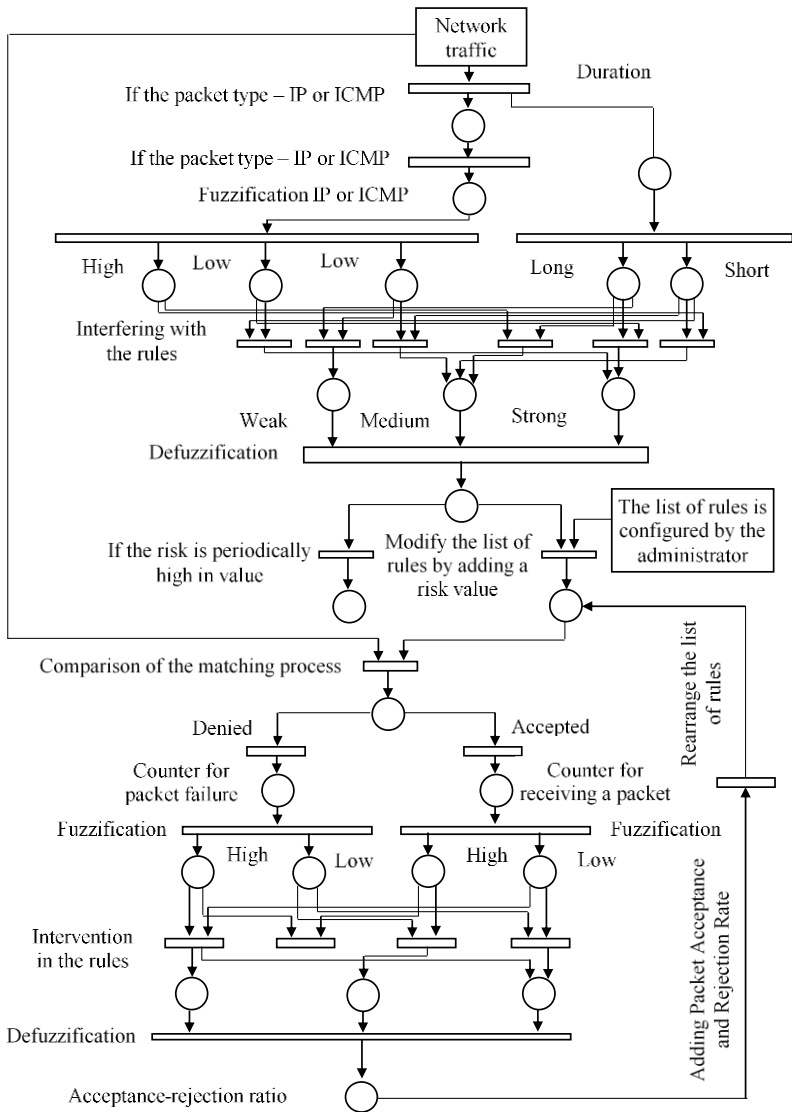 Network
traffic
Duration
If the packet type – IP or ICMP
If the packet type – IP or ICMP
Fuzzification IP or ICMP
High
Low
Low
Long
Short
Interfering with
the rules
Weak
Medium
Strong
Defuzzification
The list of rules is
configured by the
administrator
If the risk is periodically
high in value
Modify the list of
rules by adding a
risk value
Comparison of the matching process
Rearrange the list
of rules
Denied
Accepted
Counter for
packet failure
Counter for
receiving a packet
Fuzzification
High
Low
High
Low
Fuzzification
Intervention
in the rules
Adding Packet Acceptance
and Rejection Rate
Defuzzification
Acceptance-rejection ratio